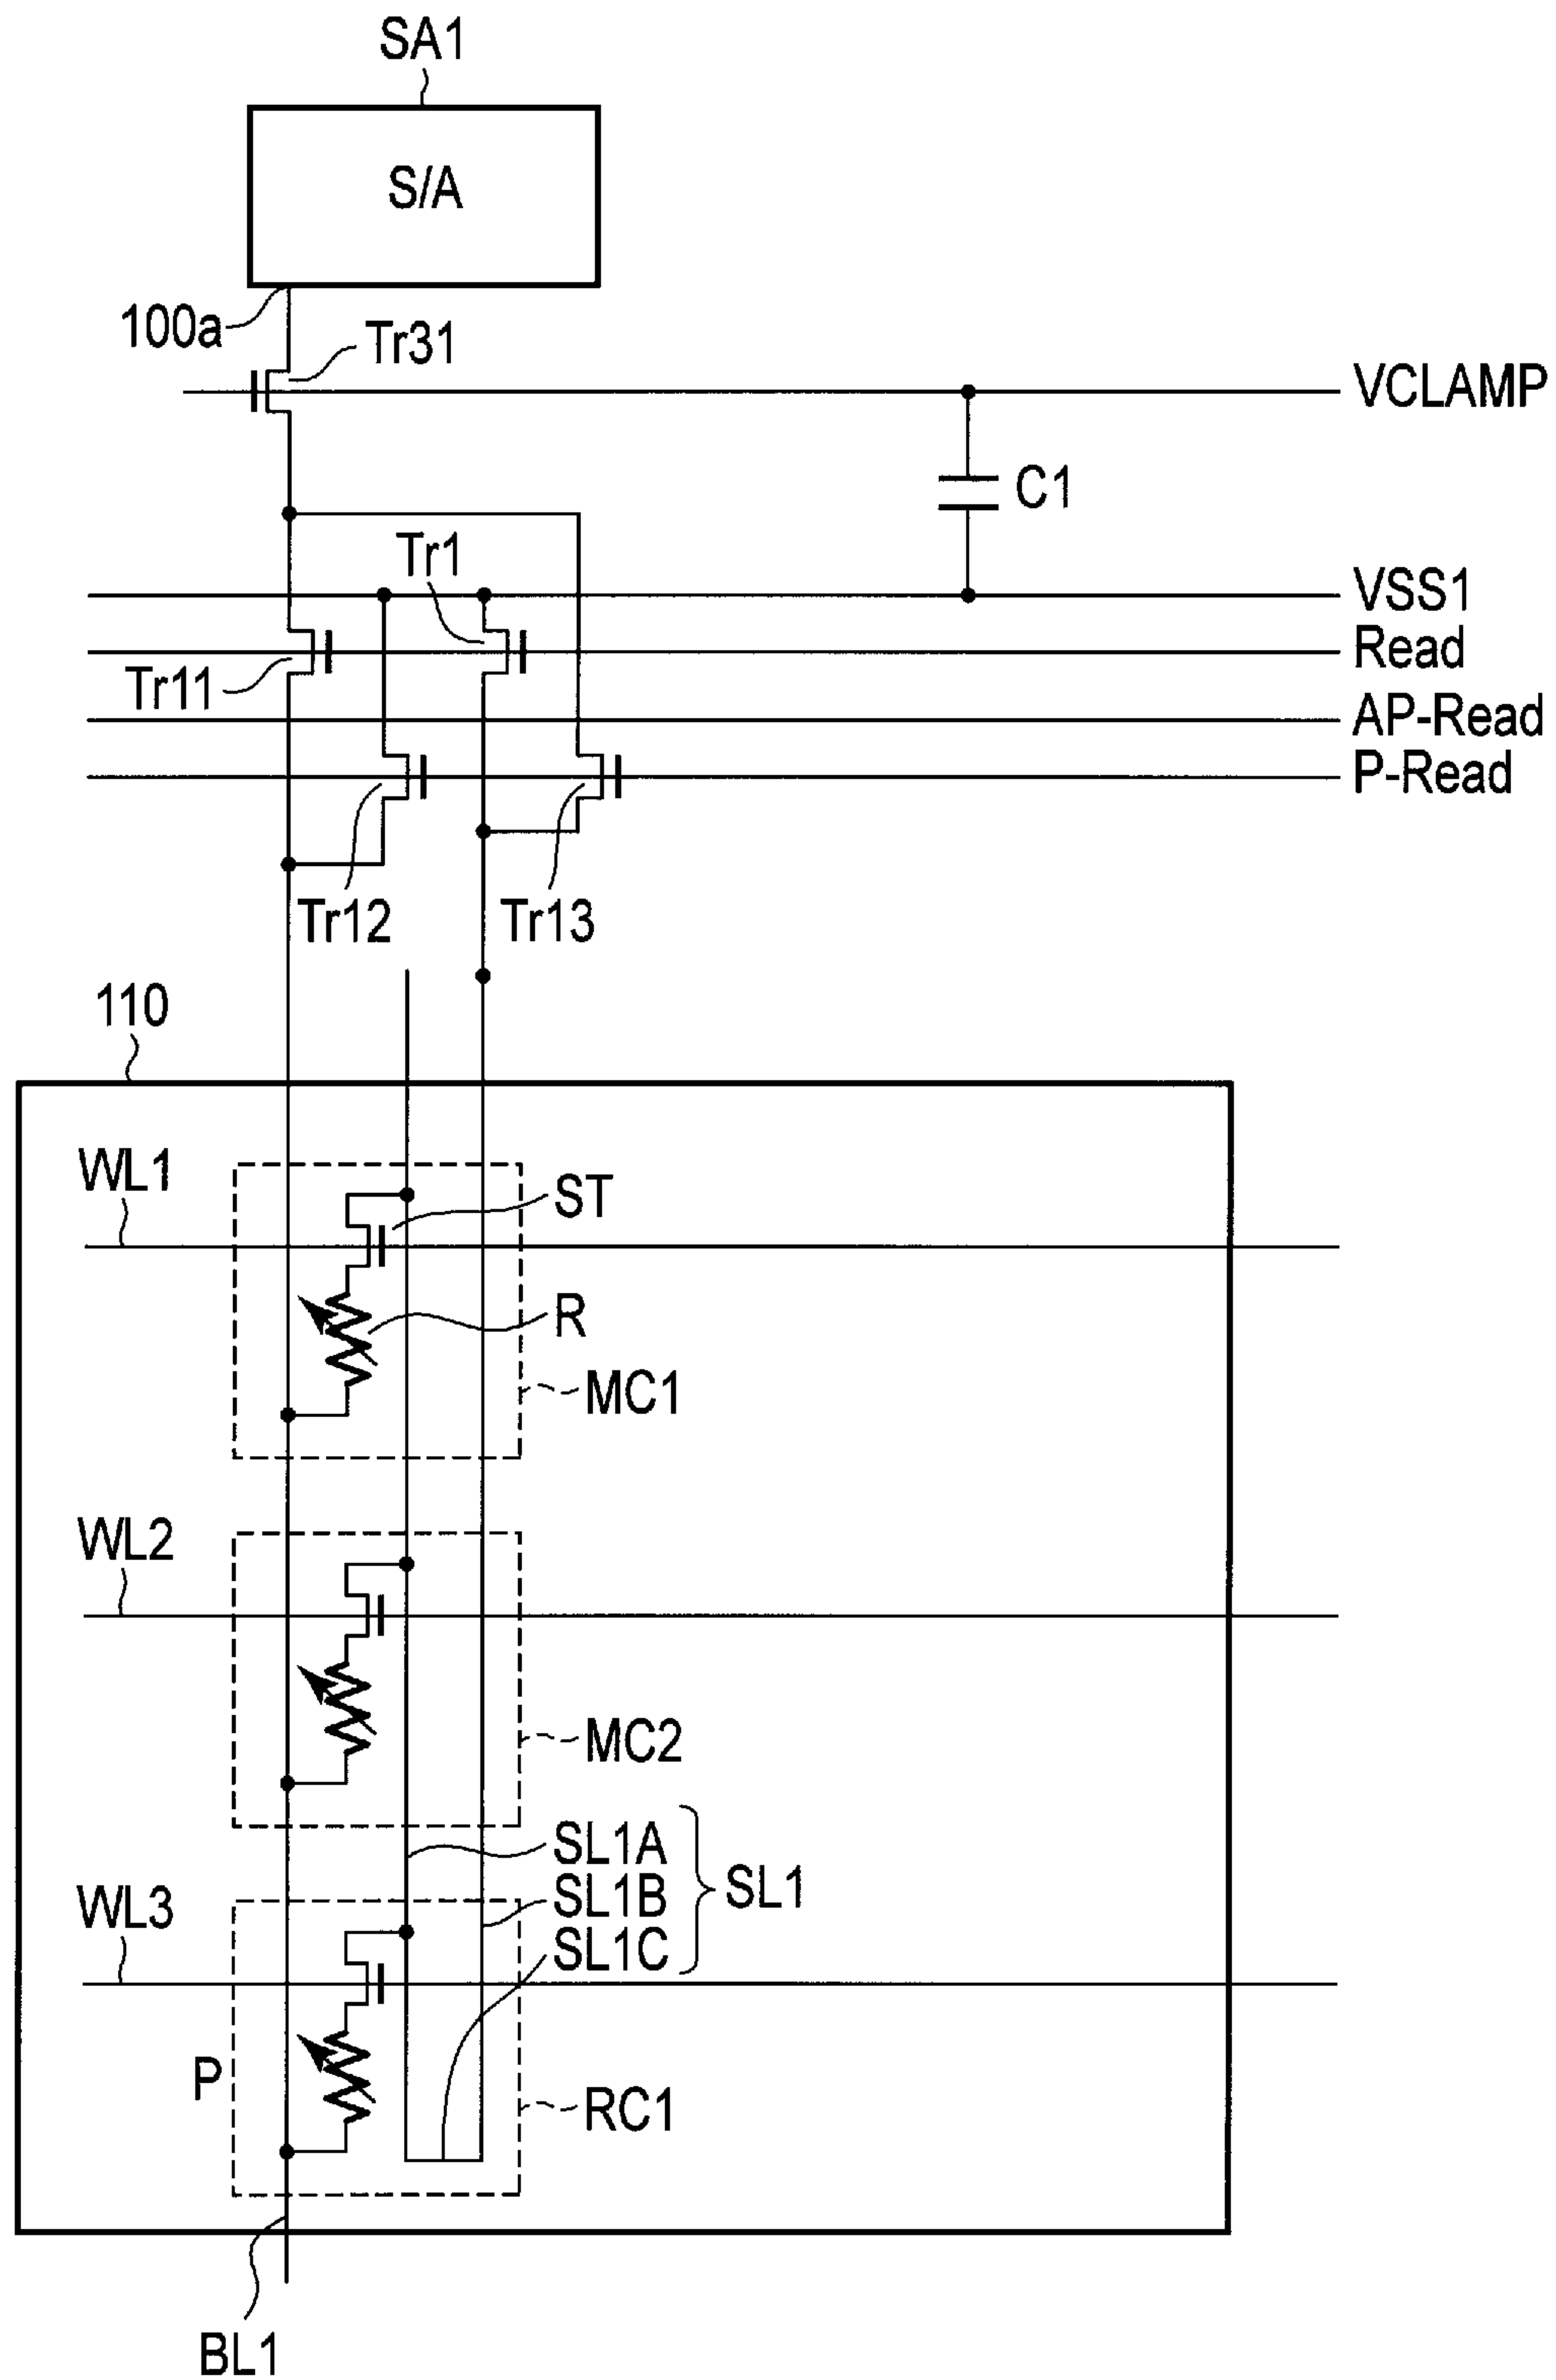 SA1
S/A
100a
Tr31
VCLAMP
C1
Tr1
VSS1
Read
Tr11
AP-Read
P-Read
Tr12
Tr13
110
WL1
ST
R
MC1
WL2
MC2
SL1A
SL1
WL3
SL1B
SL1C
P
RC1
BL1